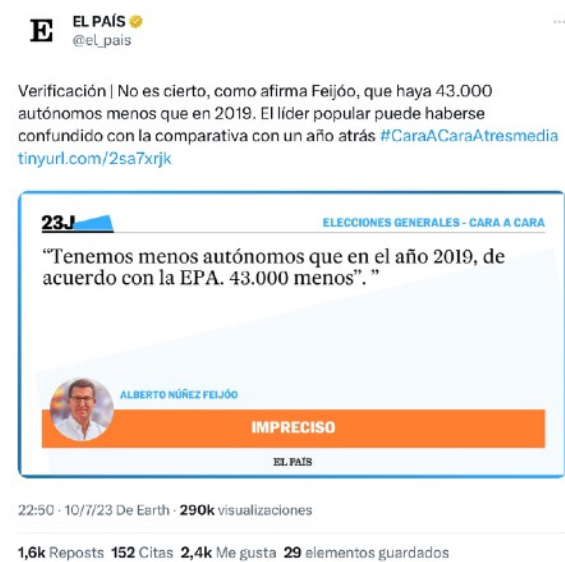 E
EL PAÍS
@el_pais
Verificación | No es cierto, como afirma Feijóo, que haya 43.000
autónomos menos que en 2019. El líder popular puede haberse
confundido con la comparativa con un año atrás #CaraACaraAtresmedia
tinyurl.com/2sa7xrjk
23J
ELECCIONES GENERALES - CARA A CARA
“Tenemos menos autónomos que en el año 2019, de
acuerdo con la EPA. 43.000 menos”. ”
ALBERTO NÚÑEZ FEIJÓO
IMPRECISO
EL PAÍS
22:50 · 10/7/23 De Earth · 290k visualizaciones
1,6k Reposts 152 Citas 2,4k Me gusta 29 elementos guardados